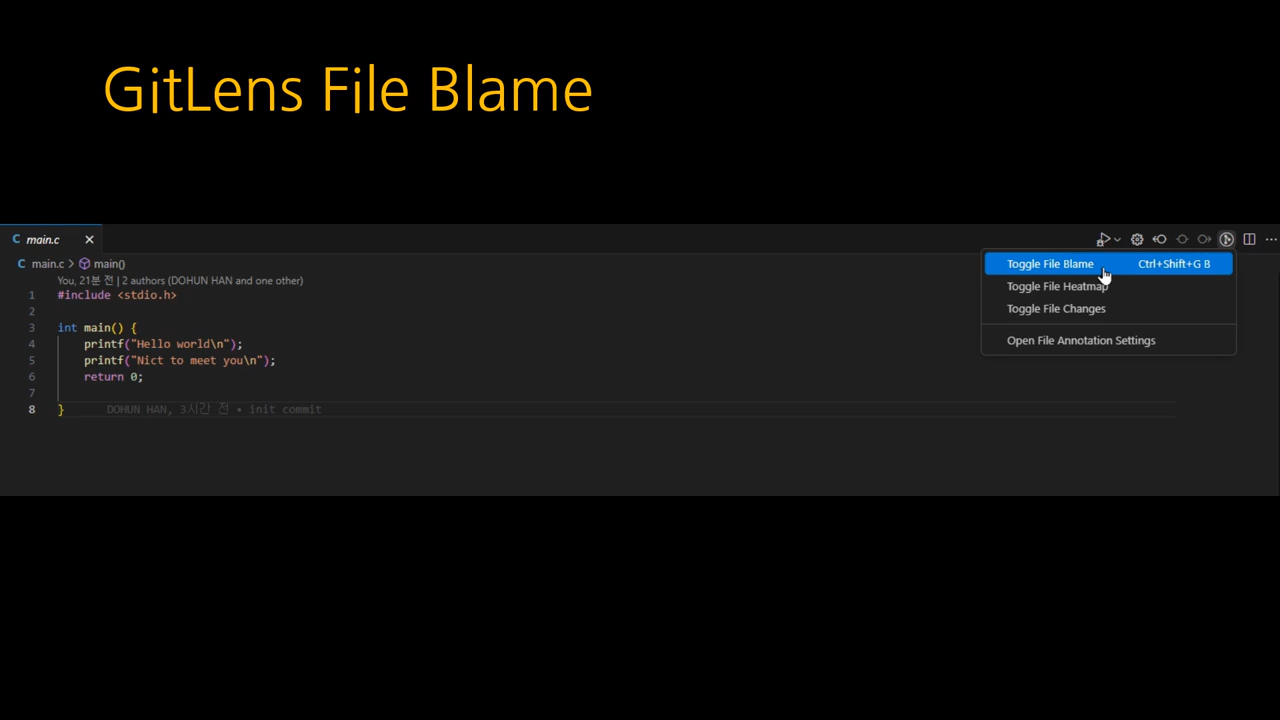 GitLens File Blame
main.c
main.c > main()
You, 21분 전 | 2 authors (DOHUN HAN and one other)
1 #include <stdio.h>
2
3 int main() {
4 printf("Hello world\n");
5 printf("Nict to meet you\n");
6 return 0;
7
8 } DOHUN HAN, 3시간 전 • init commit
Toggle File Blame Ctrl+Shift+G B
Toggle File Heatmap
Toggle File Changes
Open File Annotation Settings